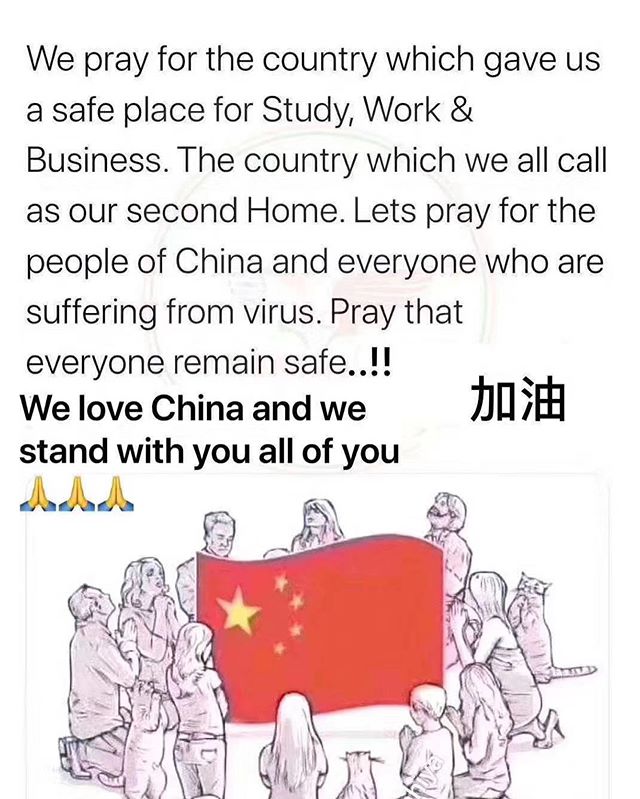 We pray for the country which gave us
a safe place for Study, Work &
Business. The country which we all call
as our second Home. Lets pray for the
people of China and everyone who are
suffering from virus. Pray that
everyone remain safe..!!
加油
We love China and we
stand with you all of you
🙏🙏🙏